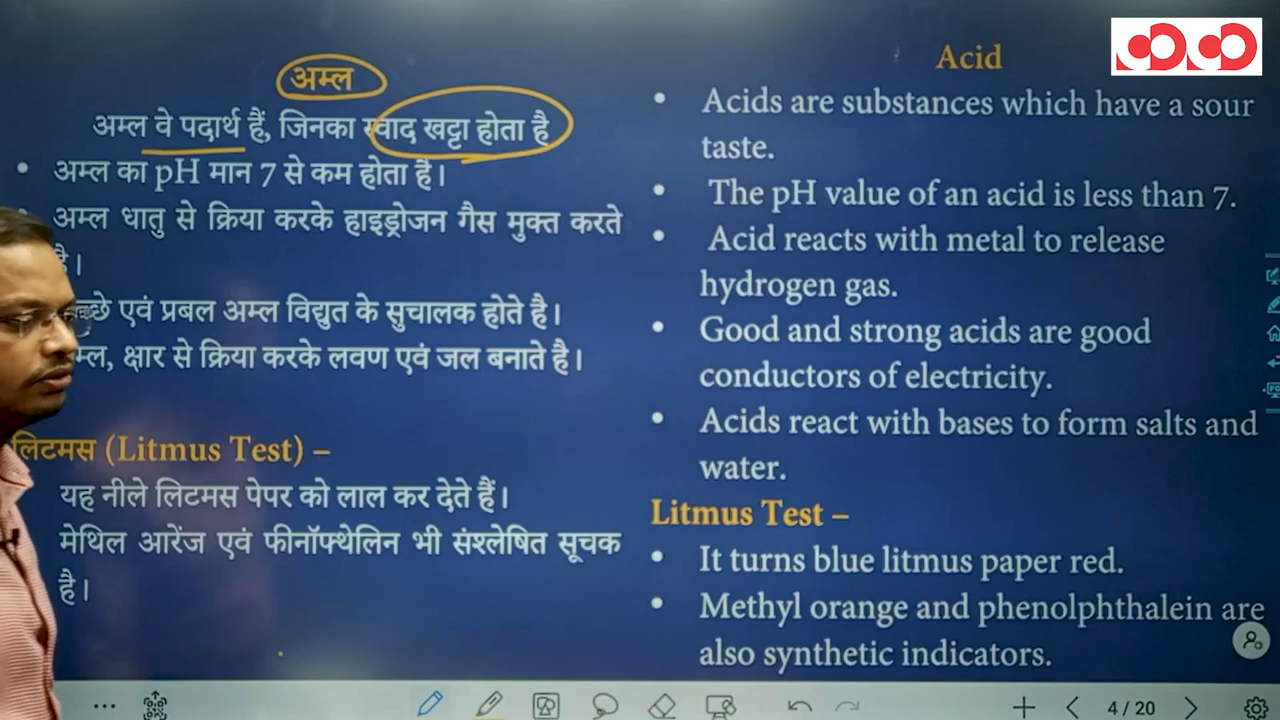 अम्ल
अम्ल वे पदार्थ हैं, जिनका स्वाद खट्टा होता है
• अम्ल का pH मान 7 से कम होता है।
अम्ल धातु से क्रिया करके हाइड्रोजन गैस मुक्त करते
है।
एवं प्रबल अम्ल विद्युत के सुचालक होते है।
क्षार से क्रिया करके लवण एवं जल बनाते है।
लिटमस (Litmus Test) –
यह नीले लिटमस पेपर को लाल कर देते हैं।
मेथिल आरेंज एवं फीनॉफ्थेलिन भी संश्लेषित सूचक
है।
Acid
• Acids are substances which have a sour
taste.
• The pH value of an acid is less than 7.
• Acid reacts with metal to release
hydrogen gas.
• Good and strong acids are good
conductors of electricity.
• Acids react with bases to form salts and
water.
Litmus Test –
• It turns blue litmus paper red.
• Methyl orange and phenolphthalein are
also synthetic indicators.
4 / 20